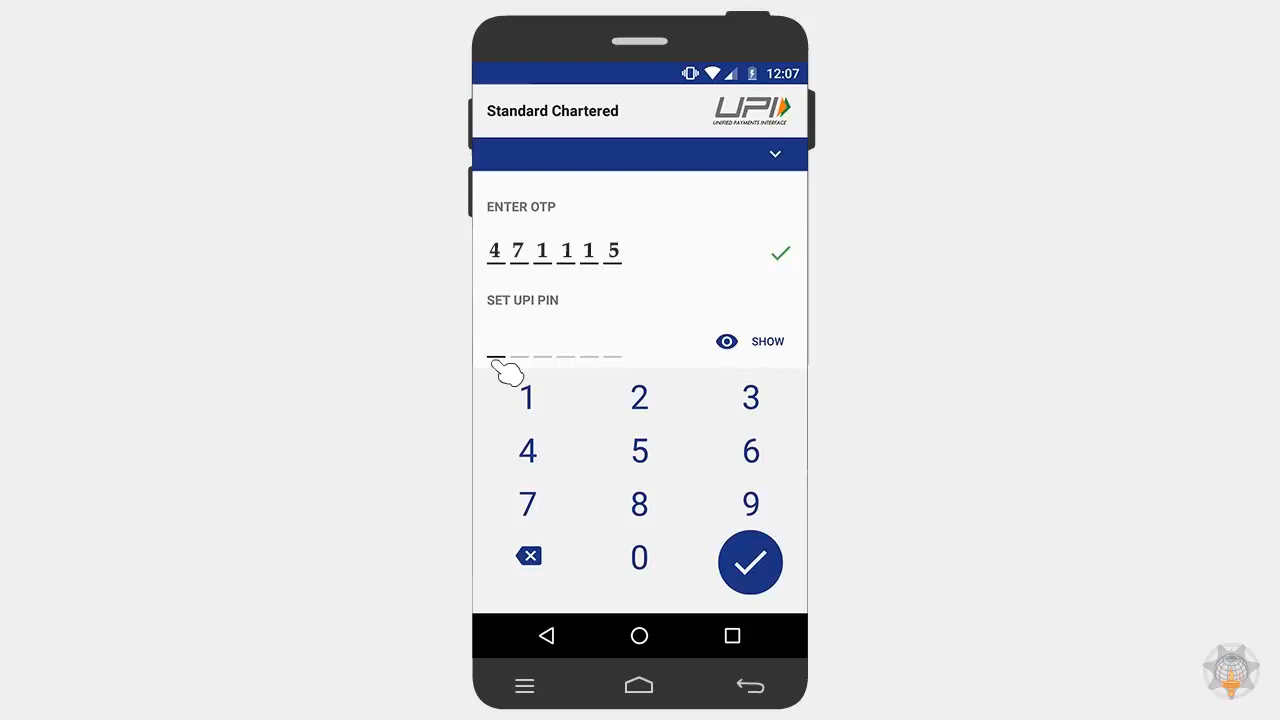 12:07
Standard Chartered
UPI
UNIFIED PAYMENTS INTERFACE
ENTER OTP
4 7 1 1 1 5
SET UPI PIN
SHOW
1 2 3
4 5 6
7 8 9
0